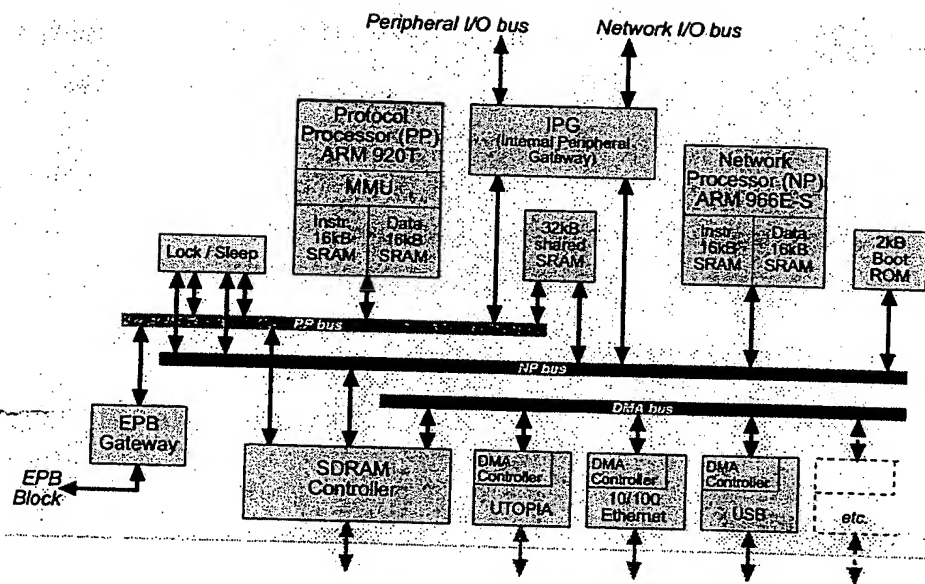 Peripheral I/O bus
Network I/O bus
Protocol
Processor (PP)
ARM 920T
MMU
Instr
16kB
SRAM
Data
16kB
SRAM
IPG
(Internal Peripheral
Gateway)
32kB
shared
SRAM
Network
Processor (NP)
ARM 966E-S
Instr
16kB
SRAM
Data
16kB
SRAM
2kB
Boot
ROM
Lock / Sleep
PP bus
NP bus
DMA bus
EPB
Gateway
EPB
Block
SDRAM
Controller
DMA
Controller
UTOPIA
DMA
Controller
10/100
Ethernet
DMA
Controller
USB
etc.